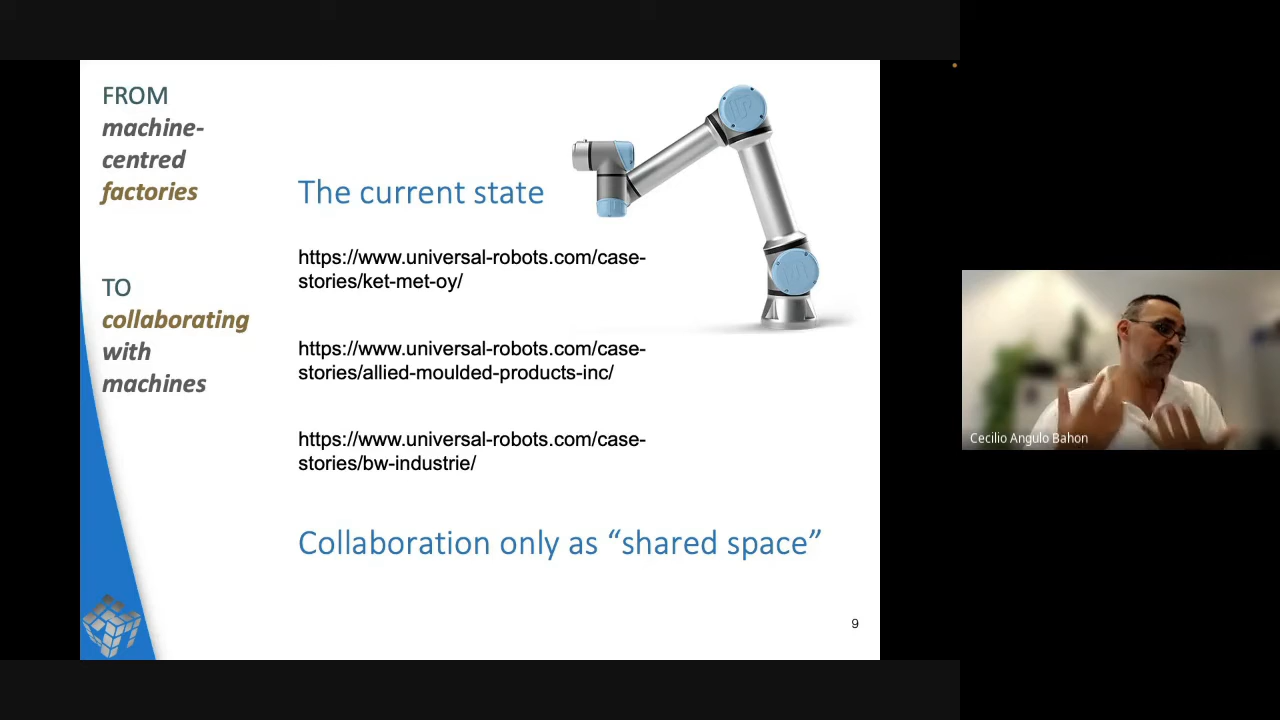 FROM
machine-
centred
factories
TO
collaborating
with
machines
The current state
https://www.universal-robots.com/case-
stories/ket-met-oy/
https://www.universal-robots.com/case-
stories/allied-moulded-products-inc/
https://www.universal-robots.com/case-
stories/bw-industrie/
Collaboration only as “shared space”
9
Cecilio Angulo Bahon